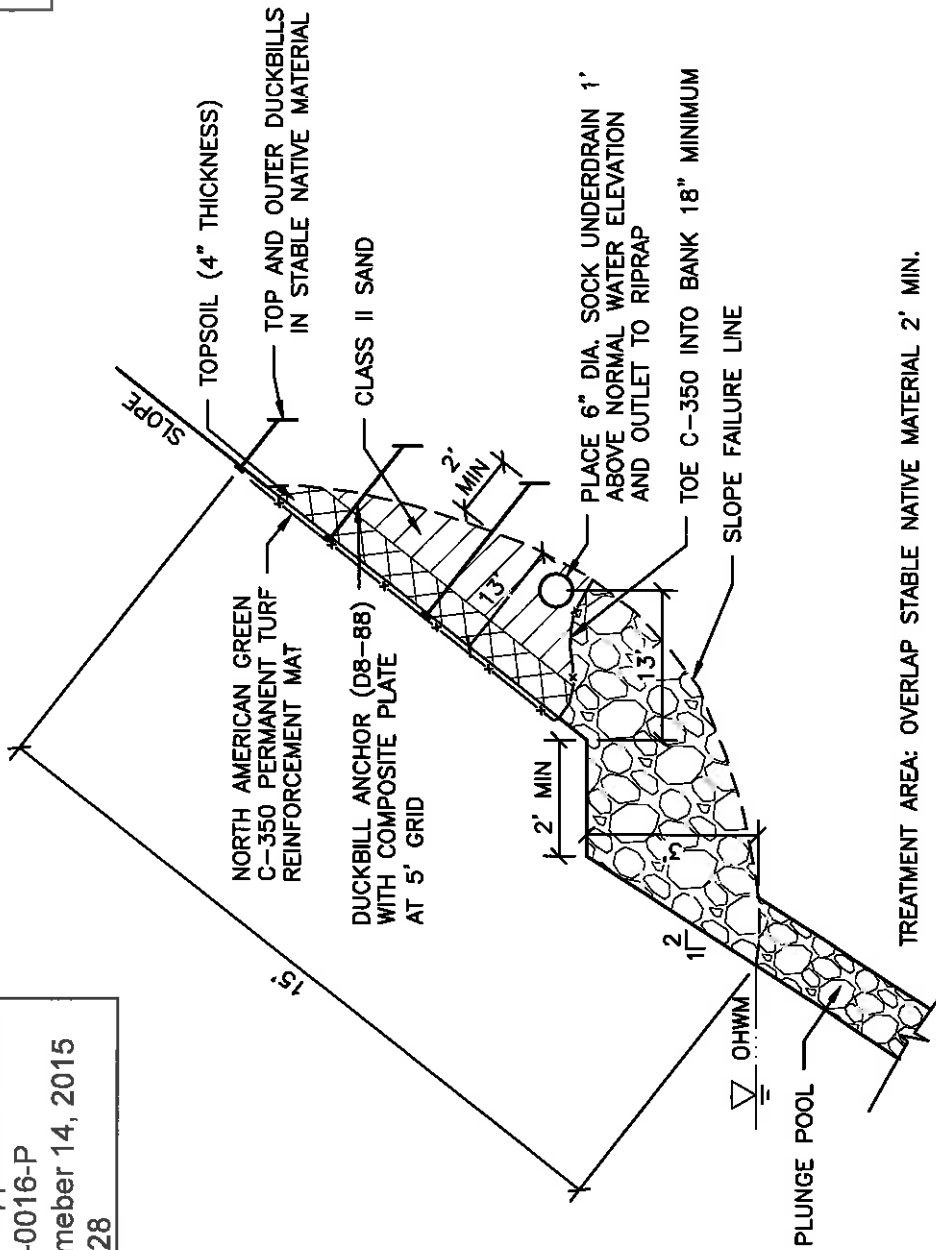 -0016-P
meber 14, 2015
28
TOPSOIL (4" THICKNESS)
TOP AND OUTER DUCKBILLS
IN STABLE NATIVE MATERIAL
SLOPE
NORTH AMERICAN GREEN
C-350 PERMANENT TURF
REINFORCEMENT MAT
CLASS II SAND
2'
MIN
DUCKBILL ANCHOR (D8-88)
WITH COMPOSITE PLATE
AT 5' GRID
13'
PLACE 6" DIA. SOCK UNDERDRAIN 1'
ABOVE NORMAL WATER ELEVATION
AND OUTLET TO RIPRAP
TOE C-350 INTO BANK 18" MINIMUM
15'
2' MIN
13'
SLOPE FAILURE LINE
3'
2
1
OHWM
PLUNGE POOL
TREATMENT AREA: OVERLAP STABLE NATIVE MATERIAL 2' MIN.